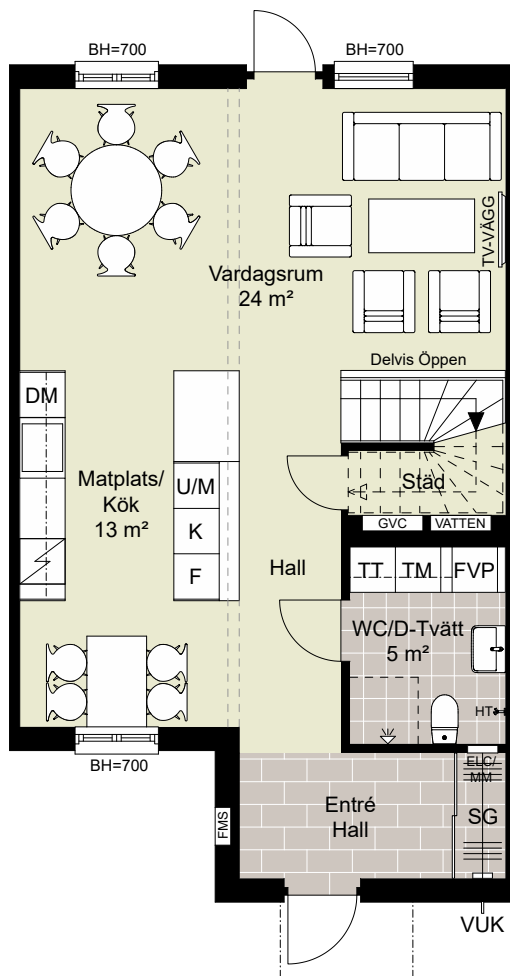 BH=700
BH=700
TV-VÄGG
Vardagsrum
24 m²
Delvis Öppen
DM
Matplats/
Kök
13 m²
U/M
K
F
Städ
GVC
VATTEN
Hall
TT
TM
FVP
WC/D-Tvätt
5 m²
HT
BH=700
ELC/
MM
FMS
Entré
Hall
SG
VUK